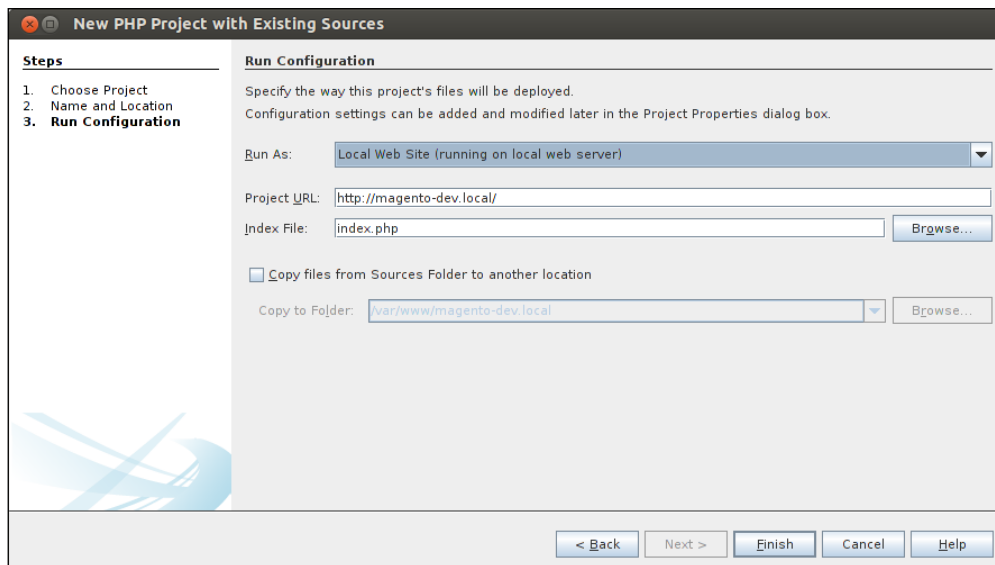 New PHP Project with Existing Sources
Steps
1. Choose Project
2. Name and Location
3. Run Configuration
Run Configuration
Specify the way this project's files will be deployed.
Configuration settings can be added and modified later in the Project Properties dialog box.
Run As: Local Web Site (running on local web server)
Project URL: http://magento-dev.local/
Index File: index.php Browse...
Copy files from Sources Folder to another location
Copy to Folder: /var/www/magento-dev.local Browse...
< Back Next > Finish Cancel Help